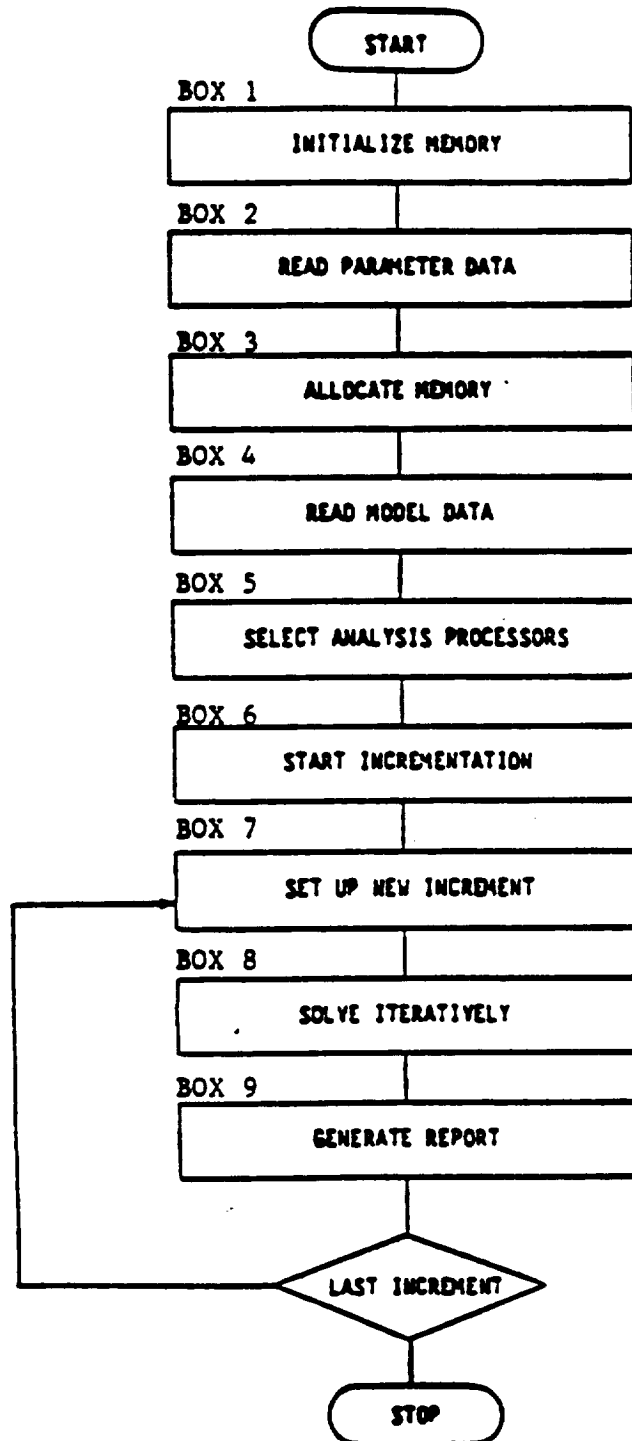 START
BOX 1
INITIALIZE MEMORY
BOX 2
READ PARAMETER DATA
BOX 3
ALLOCATE MEMORY
BOX 4
READ MODEL DATA
BOX 5
SELECT ANALYSIS PROCESSORS
BOX 6
START INCREMENTATION
BOX 7
SET UP NEW INCREMENT
BOX 8
SOLVE ITERATIVELY
BOX 9
GENERATE REPORT
LAST INCREMENT
STOP